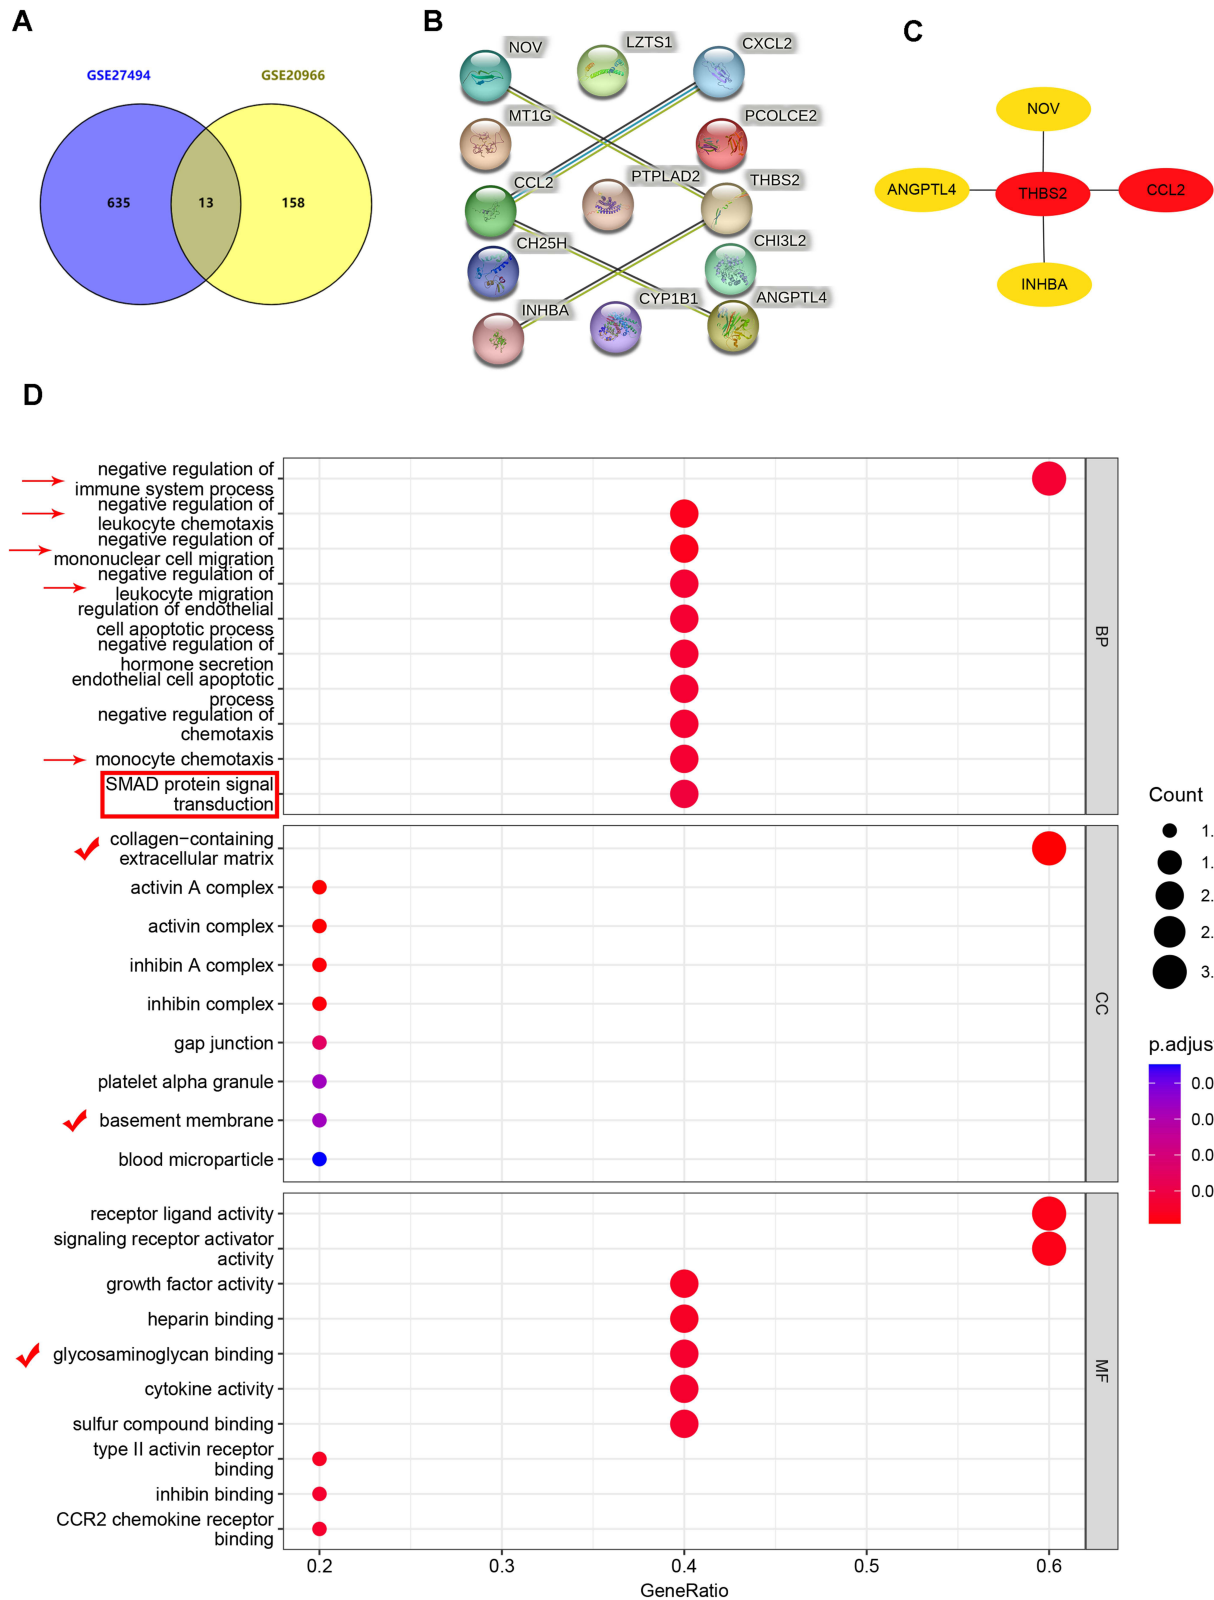 A
B
C
GSE27494
GSE20966
635
13
158
NOV
LZTS1
CXCL2
MT1G
PCOLCE2
CCL2
PTPLAD2
THBS2
CH25H
CHI3L2
INHBA
CYP1B1
ANGPTL4
NOV
ANGPTL4
THBS2
CCL2
INHBA
D
negative regulation of
immune system process
negative regulation of
leukocyte chemotaxis
negative regulation of
mononuclear cell migration
negative regulation of
leukocyte migration
regulation of endothelial
cell apoptotic process
negative regulation of
hormone secretion
endothelial cell apoptotic
process
negative regulation of
chemotaxis
monocyte chemotaxis
SMAD protein signal
transduction
BP
collagen−containing
extracellular matrix
activin A complex
activin complex
inhibin A complex
inhibin complex
gap junction
platelet alpha granule
basement membrane
blood microparticle
CC
receptor ligand activity
signaling receptor activator
activity
growth factor activity
heparin binding
glycosaminoglycan binding
cytokine activity
sulfur compound binding
type II activin receptor
binding
inhibin binding
CCR2 chemokine receptor
binding
MF
0.2
0.3
0.4
0.5
0.6
GeneRatio
Count
1.
1.
2.
2.
3.
p.adjus
0.0
0.0
0.0
0.0